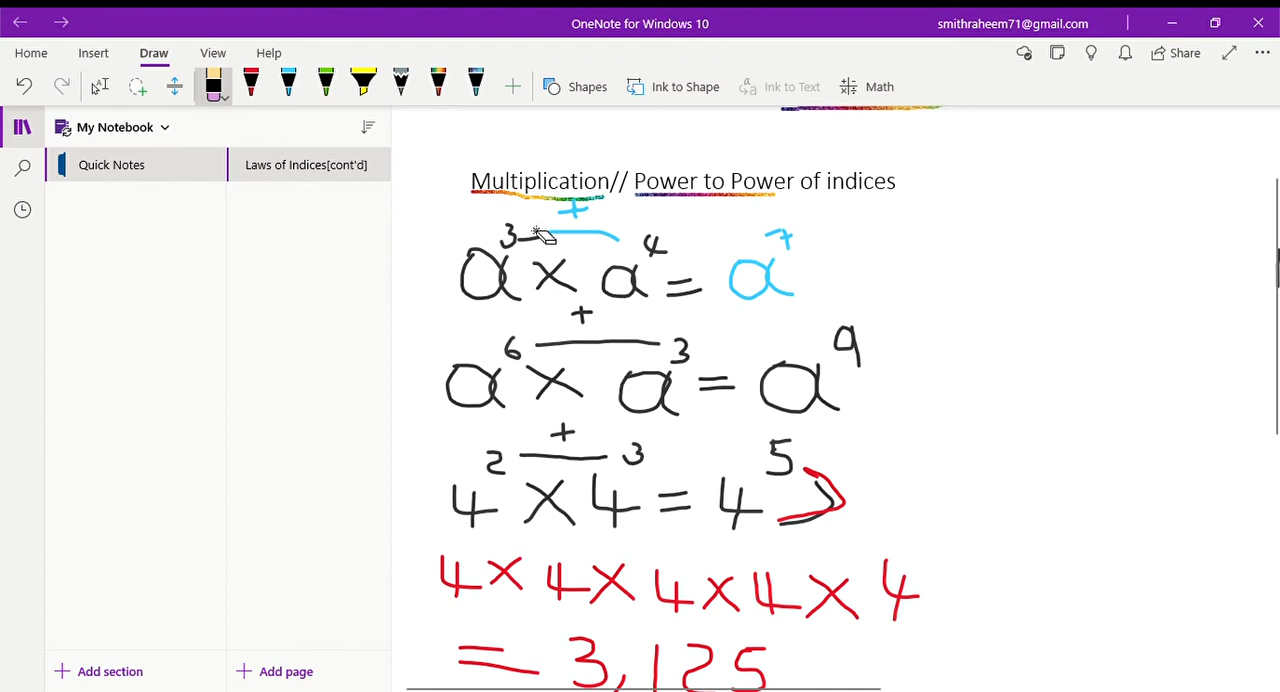 OneNote for Windows 10
smithraheem71@gmail.com
Home Insert Draw View Help
Share
Shapes
Ink to Shape
Ink to Text
Math
My Notebook
Quick Notes
Laws of Indices[cont'd]
Multiplication// Power to Power of indices
+
a³ × a⁴ = a⁷
+
a⁶ × a³ = a⁹
+
4² × 4³ = 4⁵
4 × 4 × 4 × 4 × 4
= 3,125
+ Add section
+ Add page